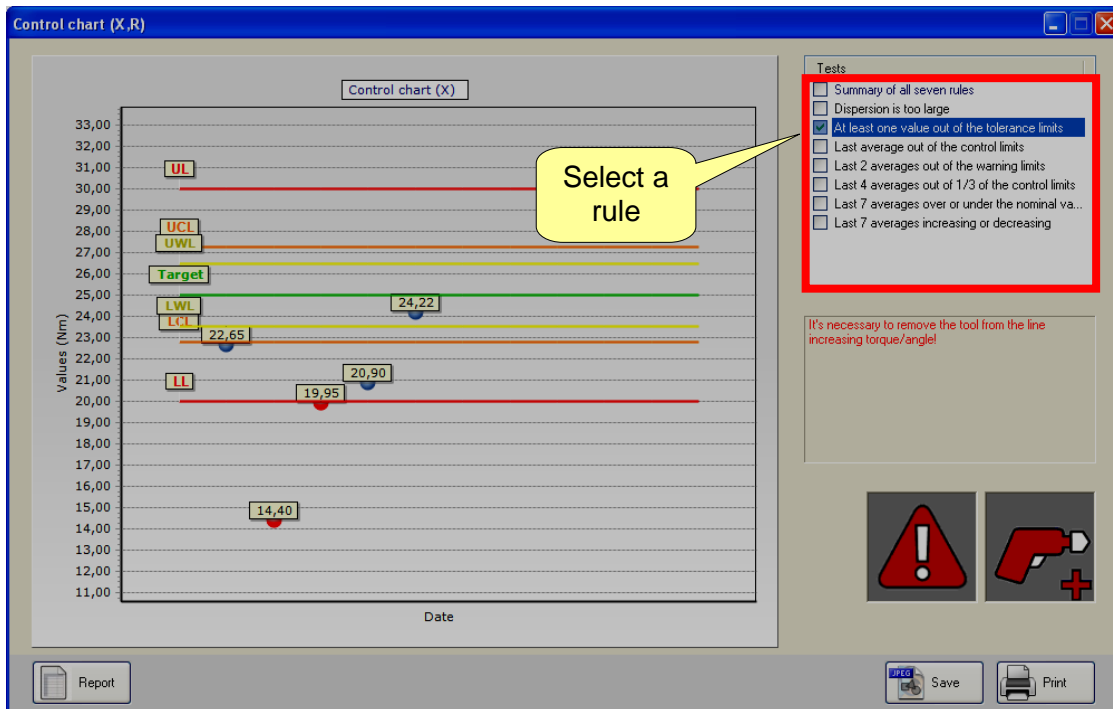 Control chart (X,R)
Control chart (X)
33,00
32,00
31,00
30,00
29,00
28,00
27,00
26,00
25,00
24,00
23,00
22,00
21,00
20,00
19,00
18,00
17,00
16,00
15,00
14,00
13,00
12,00
11,00
Values (Nm)
UL
UCL
UWL
Target
LWL
LCL
LL
22,65
14,40
19,95
20,90
24,22
Date
Select a
rule
Tests
Summary of all seven rules
Dispersion is too large
At least one value out of the tolerance limits
Last average out of the control limits
Last 2 averages out of the warning limits
Last 4 averages out of 1/3 of the control limits
Last 7 averages over or under the nominal va...
Last 7 averages increasing or decreasing
It's necessary to remove the tool from the line
increasing torque/angle!
Report
JPEG
Save
Print